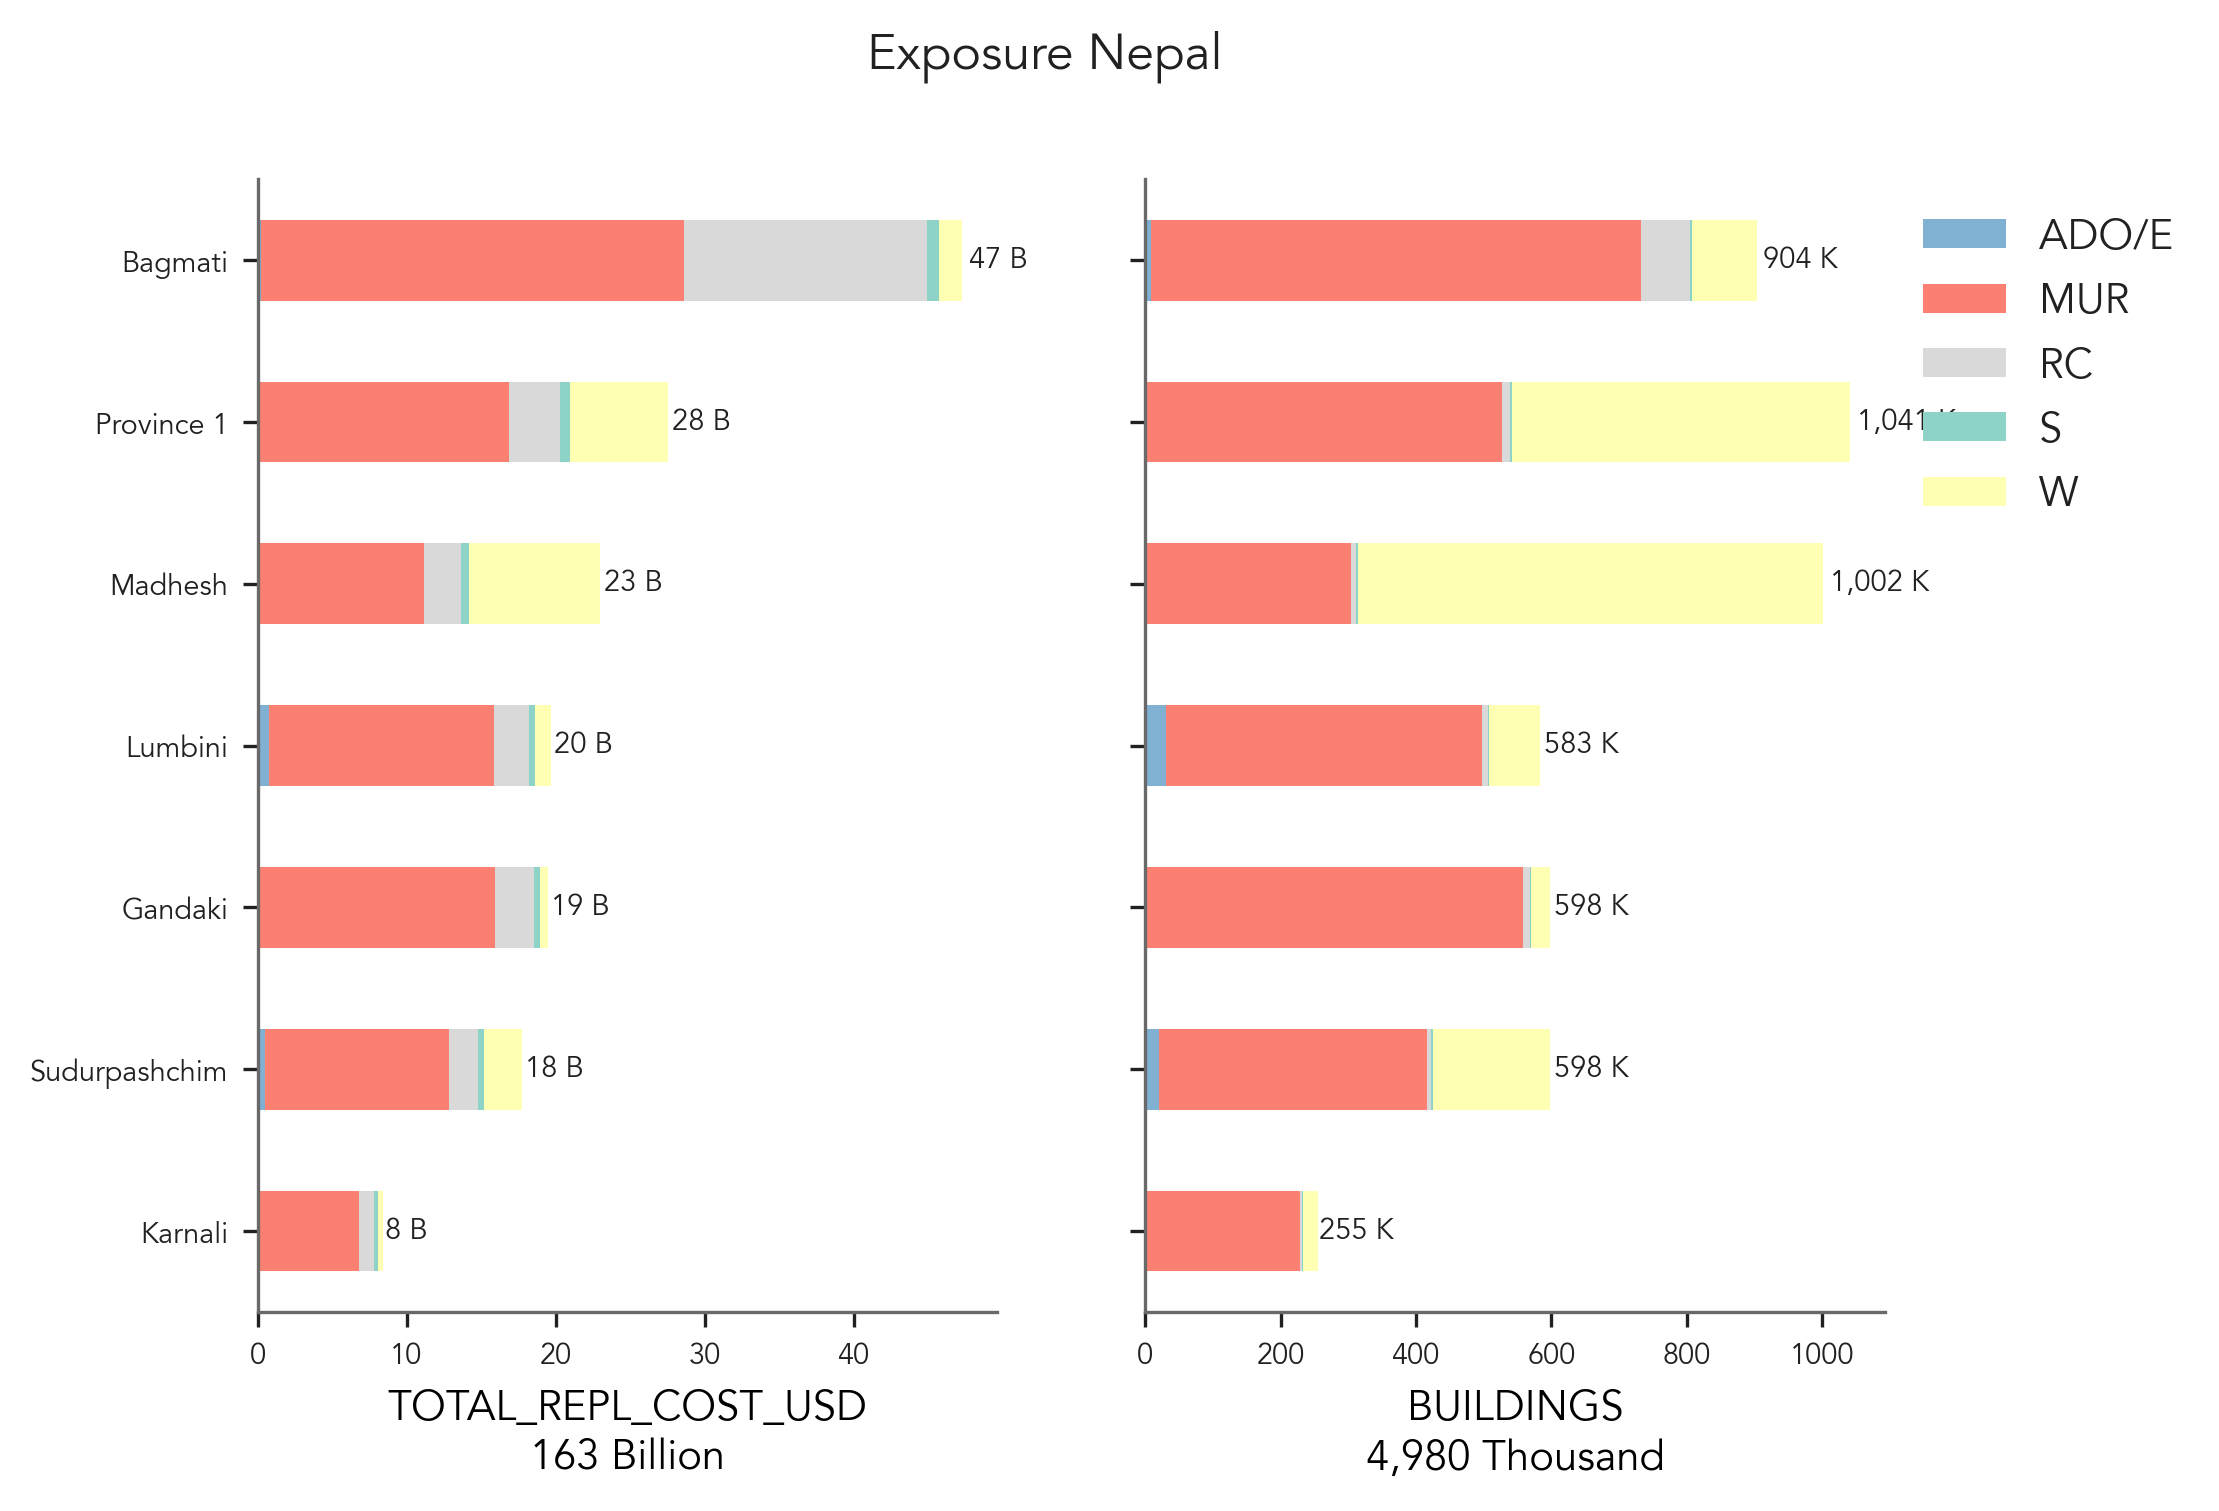 Exposure Nepal
Bagmati
Province 1
Madhesh
Lumbini
Gandaki
Sudurpashchim
Karnali
47 B
28 B
23 B
20 B
19 B
18 B
8 B
0 10 20 30 40
TOTAL_REPL_COST_USD
163 Billion
904 K
1,041 K
1,002 K
583 K
598 K
598 K
255 K
0 200 400 600 800 1000
BUILDINGS
4,980 Thousand
ADO/E
MUR
RC
S
W